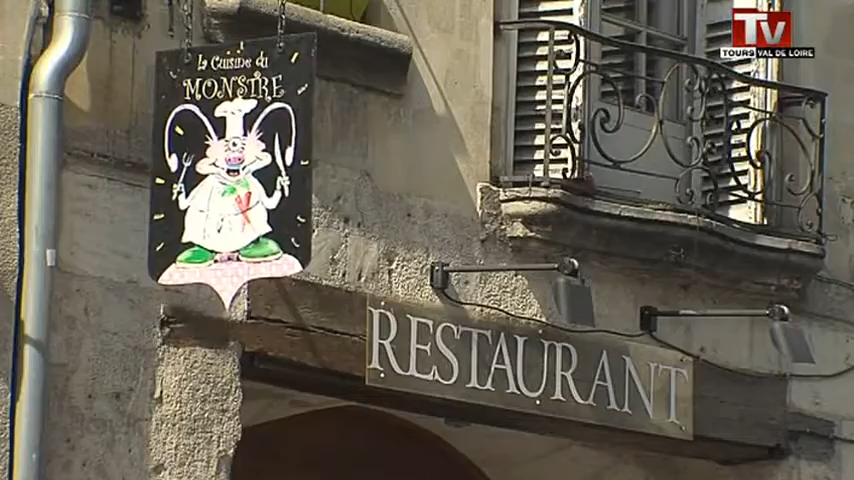 La Cuisine du
MONSTRE
TV
TOURS VAL DE LOIRE
RESTAURANT